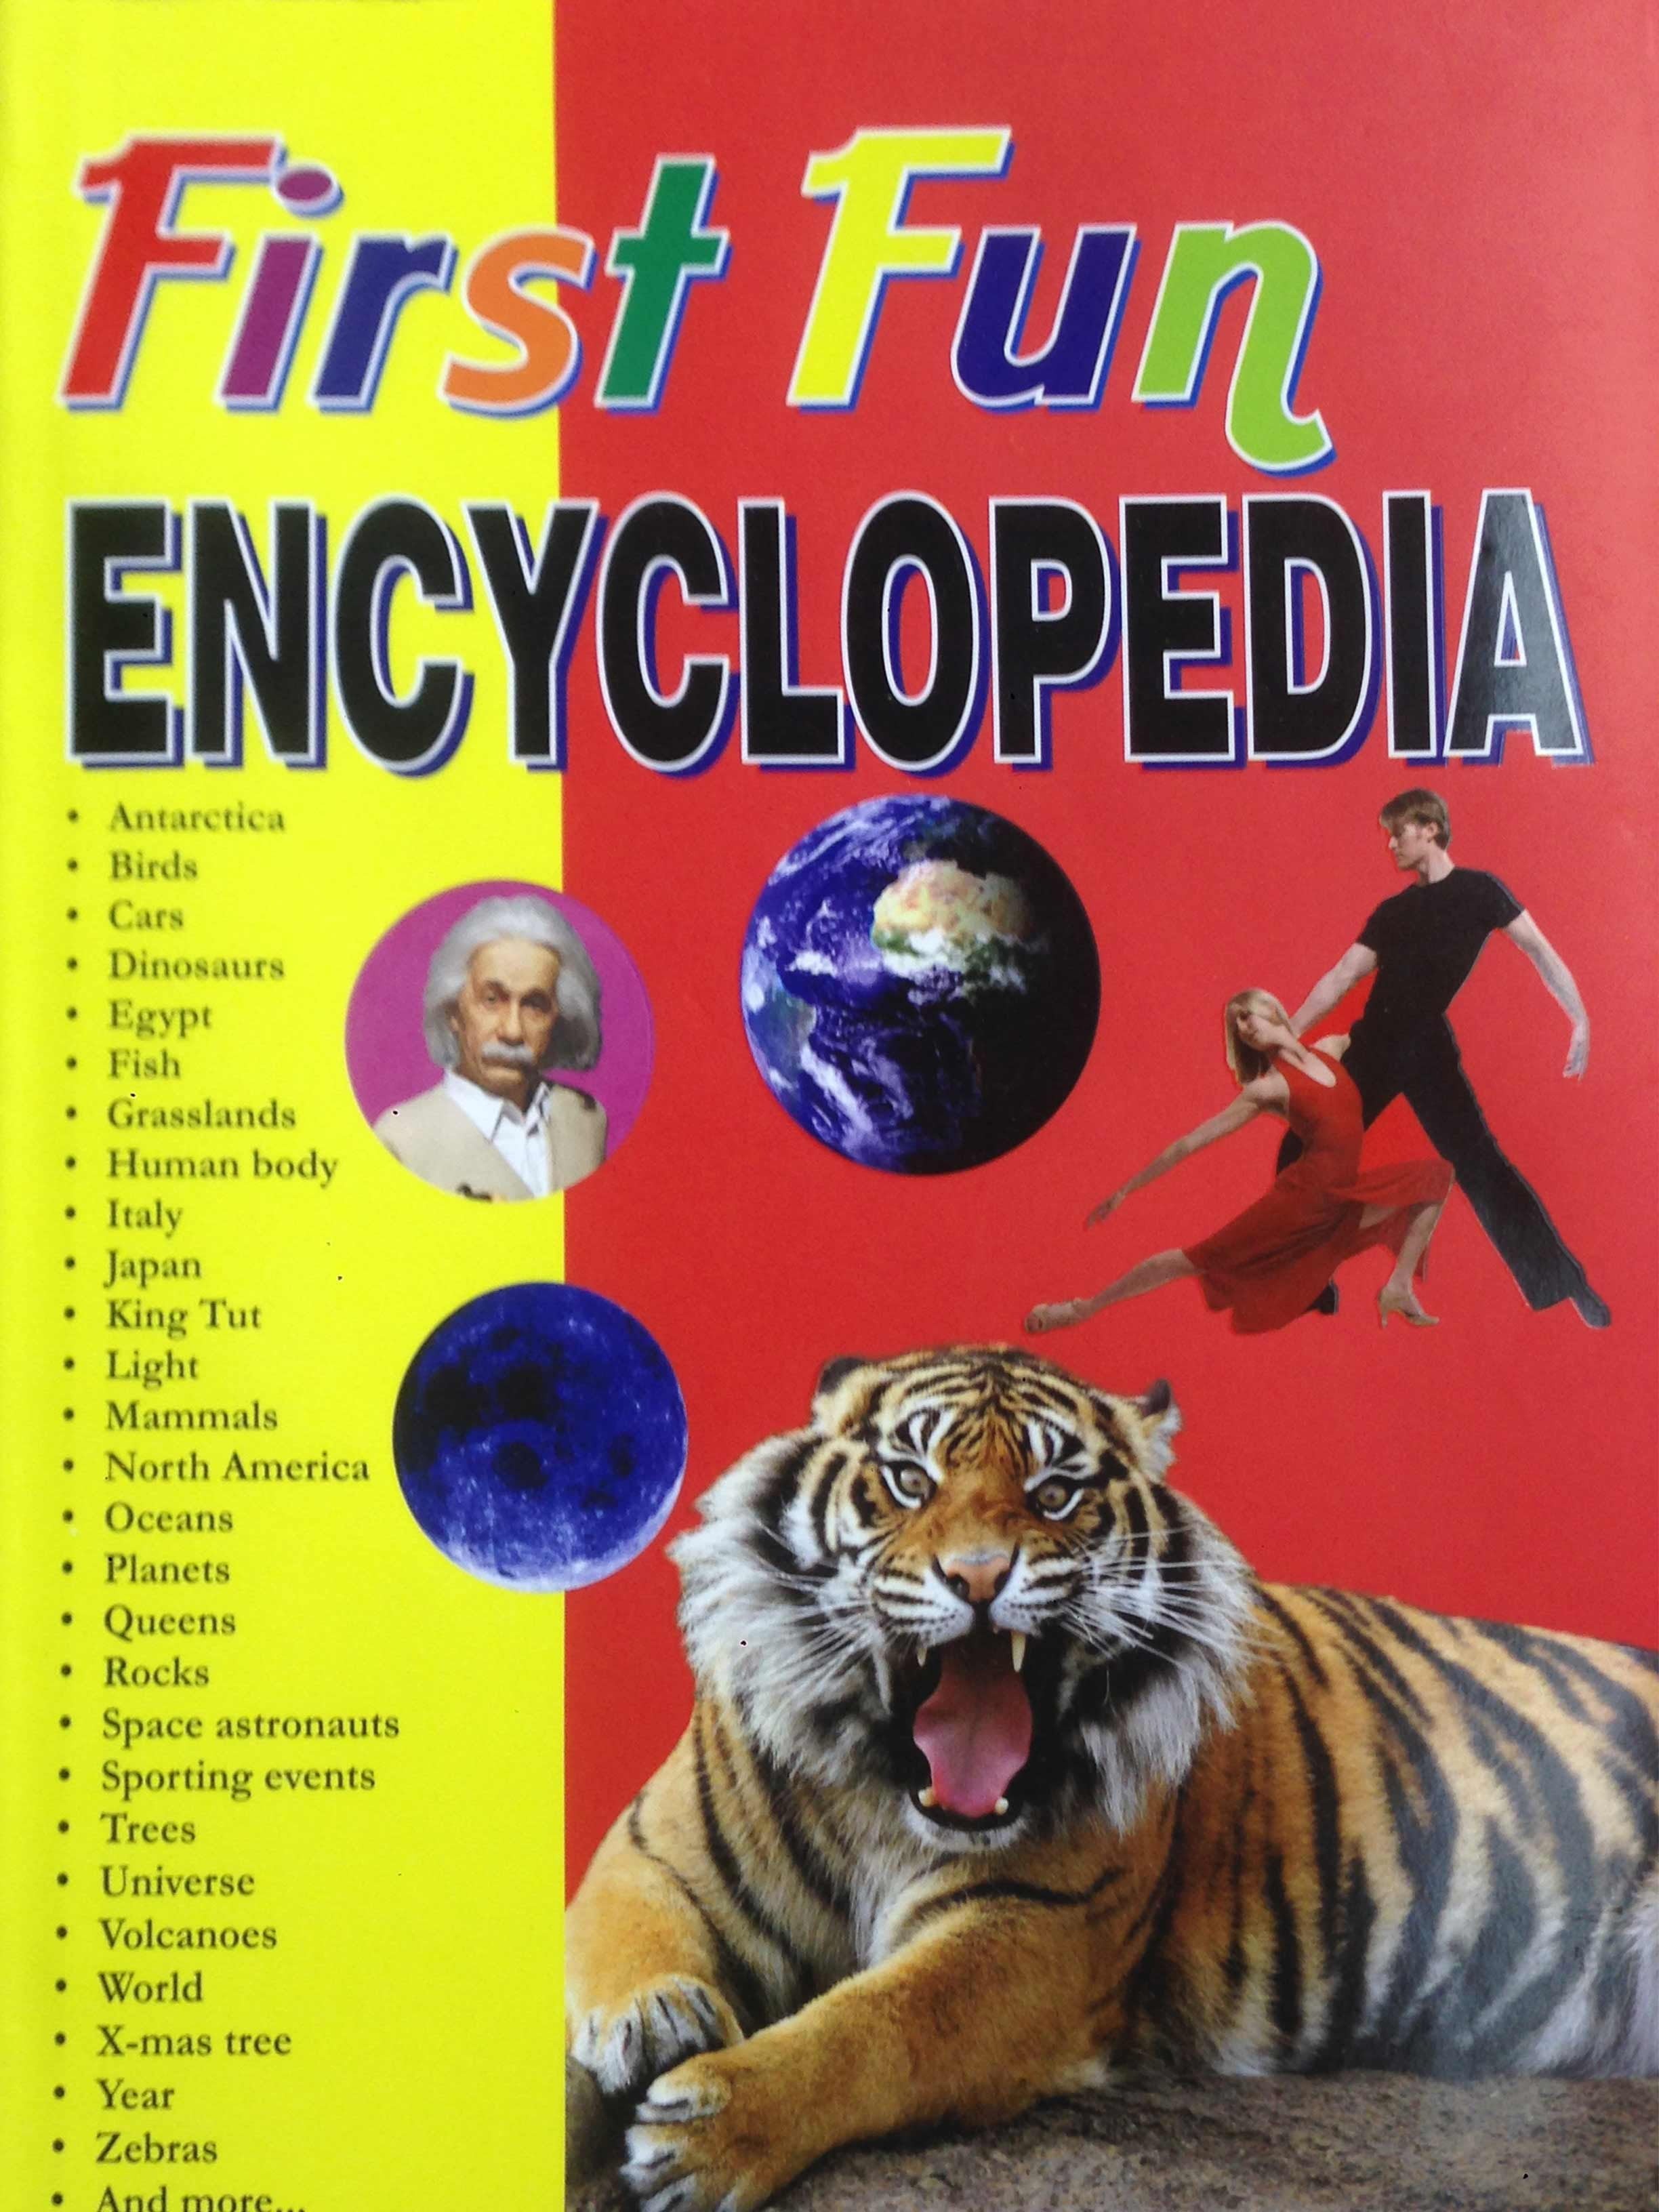 First Fun
ENCYCLOPEDIA
• Antarctica
• Birds
• Cars
• Dinosaurs
• Egypt
• Fish
• Grasslands
• Human body
• Italy
• Japan
• King Tut
• Light
• Mammals
• North America
• Oceans
• Planets
• Queens
• Rocks
• Space astronauts
• Sporting events
• Trees
• Universe
• Volcanoes
• World
• X-mas tree
• Year
• Zebras
• And more...